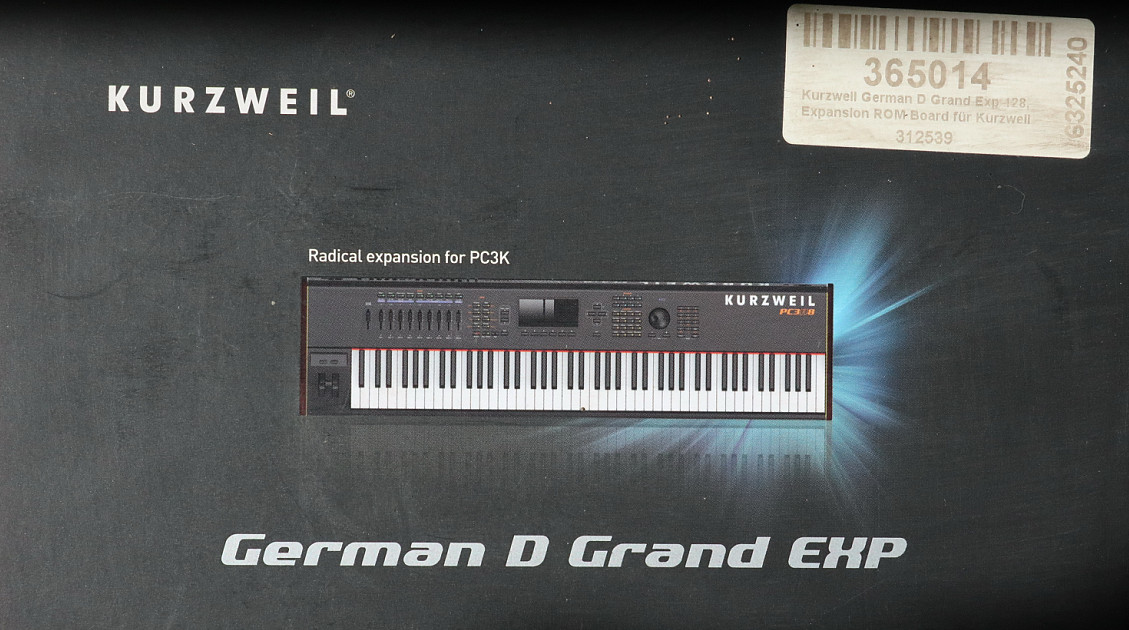 KURZWEIL®
365014
Kurzweil German D Grand Exp 128,
Expansion ROM-Board für Kurzweil
312539
6325240
Radical expansion for PC3K
KURZWEIL
PC3K8
German D Grand EXP